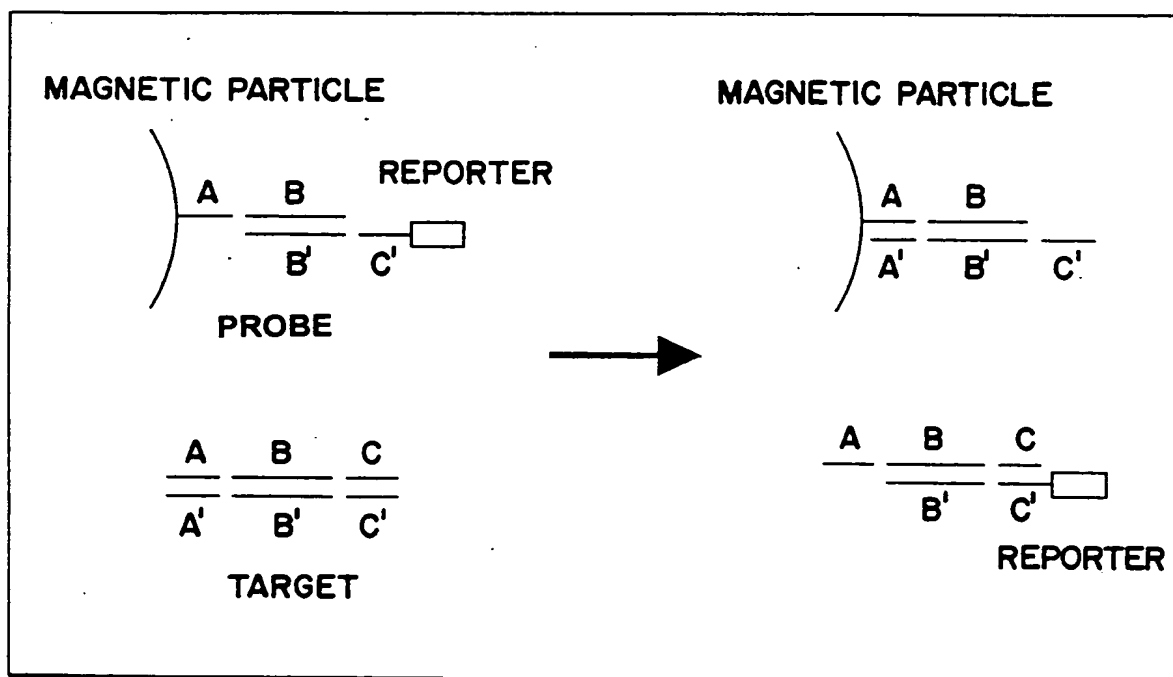 MAGNETIC PARTICLE
A B REPORTER
B' C'
PROBE
A B C
A' B' C'
TARGET
MAGNETIC PARTICLE
A B
A' B' C'
A B C
B' C'
REPORTER